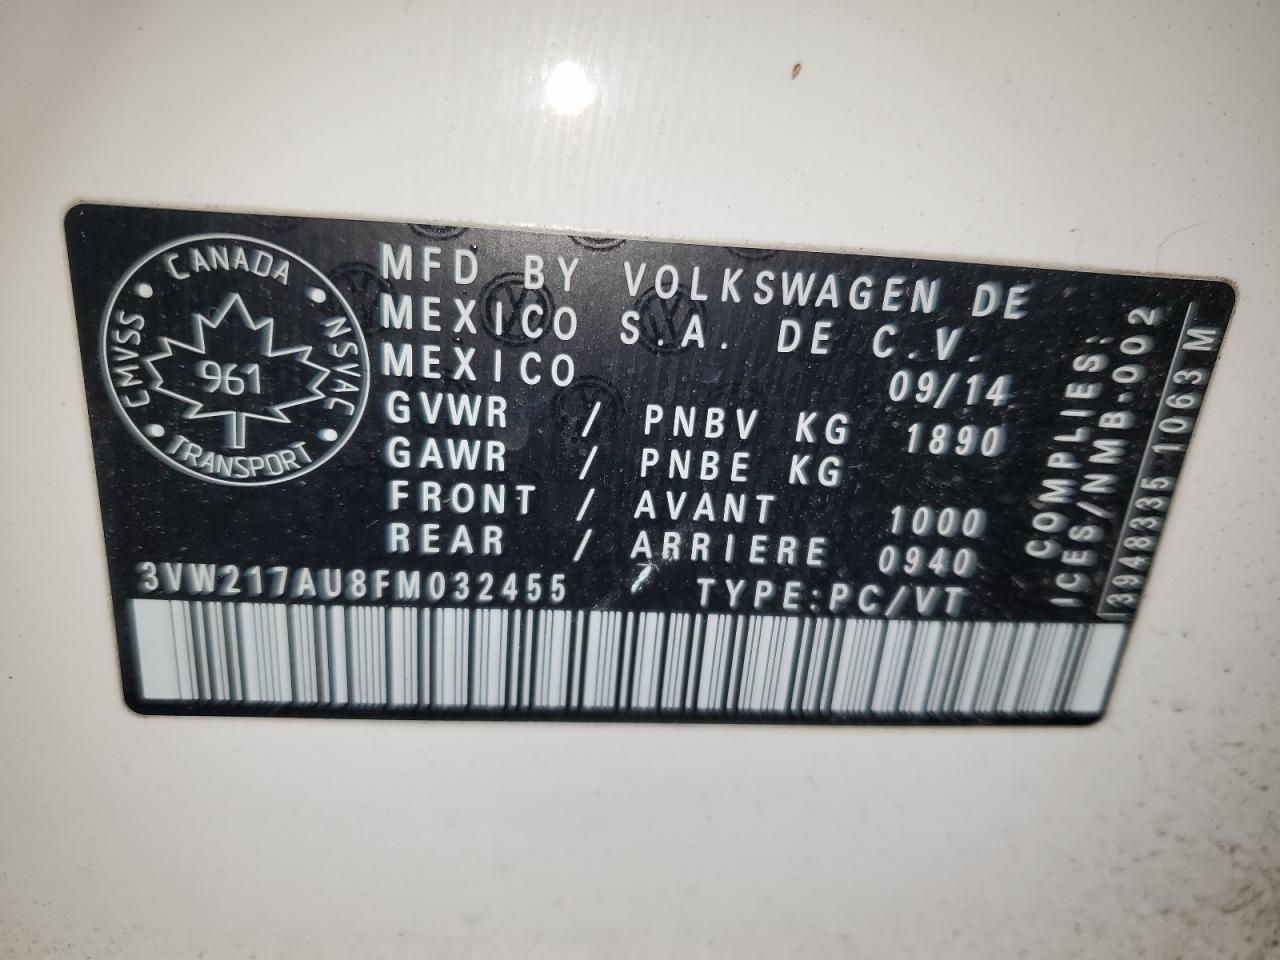 CANADA
CMVSS
NSVAC
961
TRANSPORT
MFD BY VOLKSWAGEN DE
MEXICO S.A. DE C.V.
MEXICO 09/14
GVWR / PNBV KG 1890
GAWR / PNBE KG
FRONT / AVANT 1000
REAR / ARRIERE 0940
3VW217AU8FM032455 TYPE:PC/VT
COMPLIES:
ICES/NMB-002
3948335 1063 M